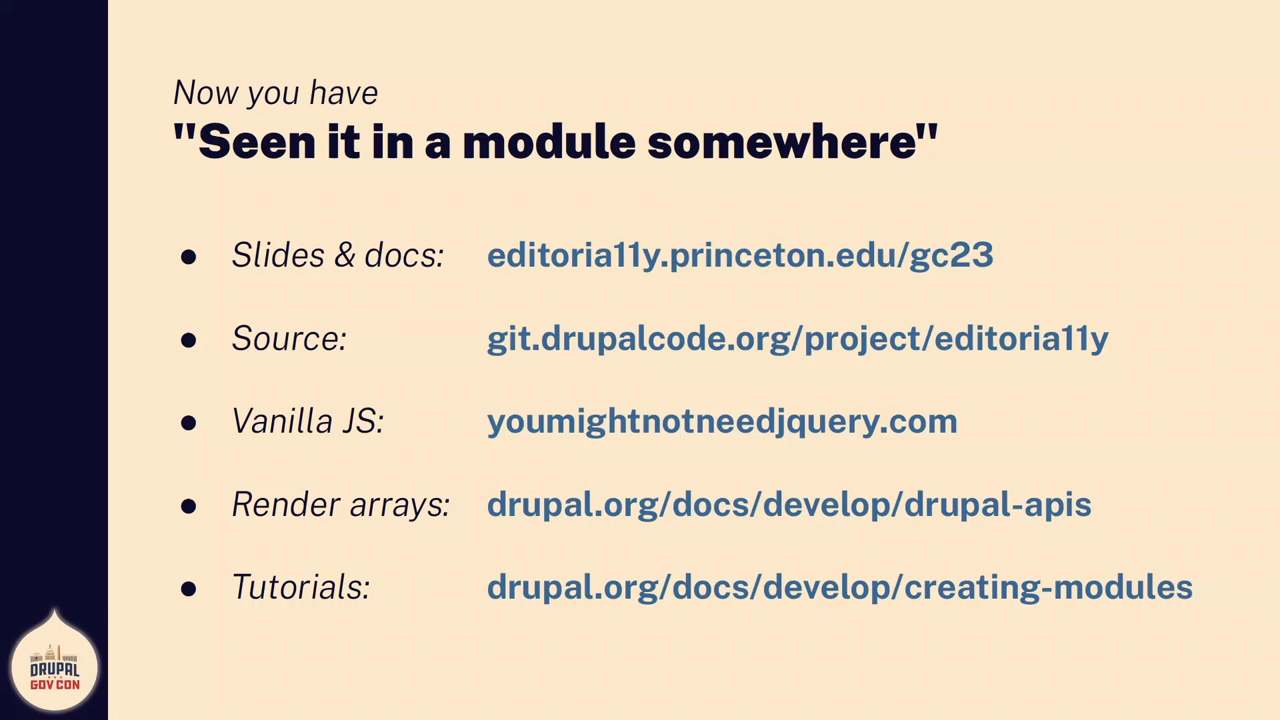 Now you have
"Seen it in a module somewhere"
● Slides & docs: editoria11y.princeton.edu/gc23
● Source: git.drupalcode.org/project/editoria11y
● Vanilla JS: youmightnotneedjquery.com
● Render arrays: drupal.org/docs/develop/drupal-apis
● Tutorials: drupal.org/docs/develop/creating-modules
DRUPAL
GOV CON